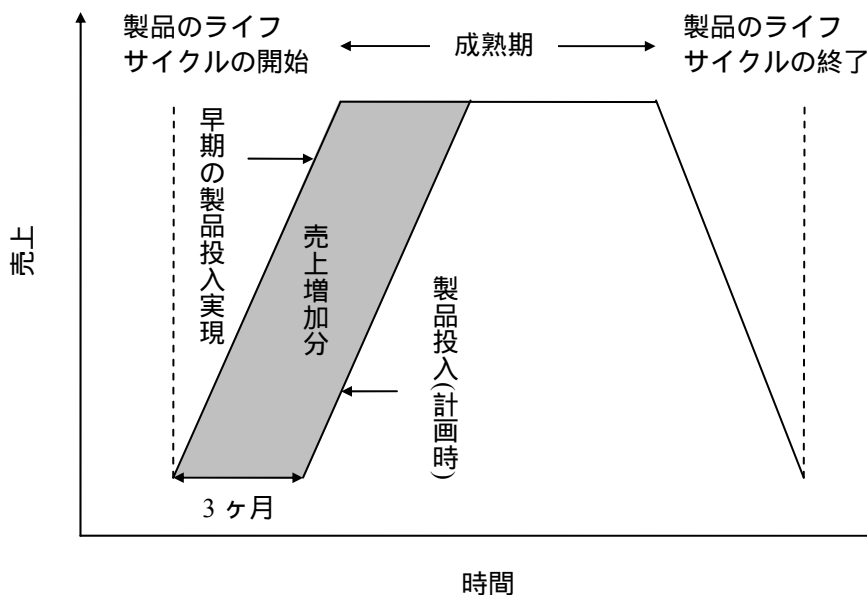 製品のライフ
サイクルの開始
成熟期
製品のライフ
サイクルの終了
早期の製品投入実現
売上増加分
製品投入(計画時)
売上
3 ヶ月
時間